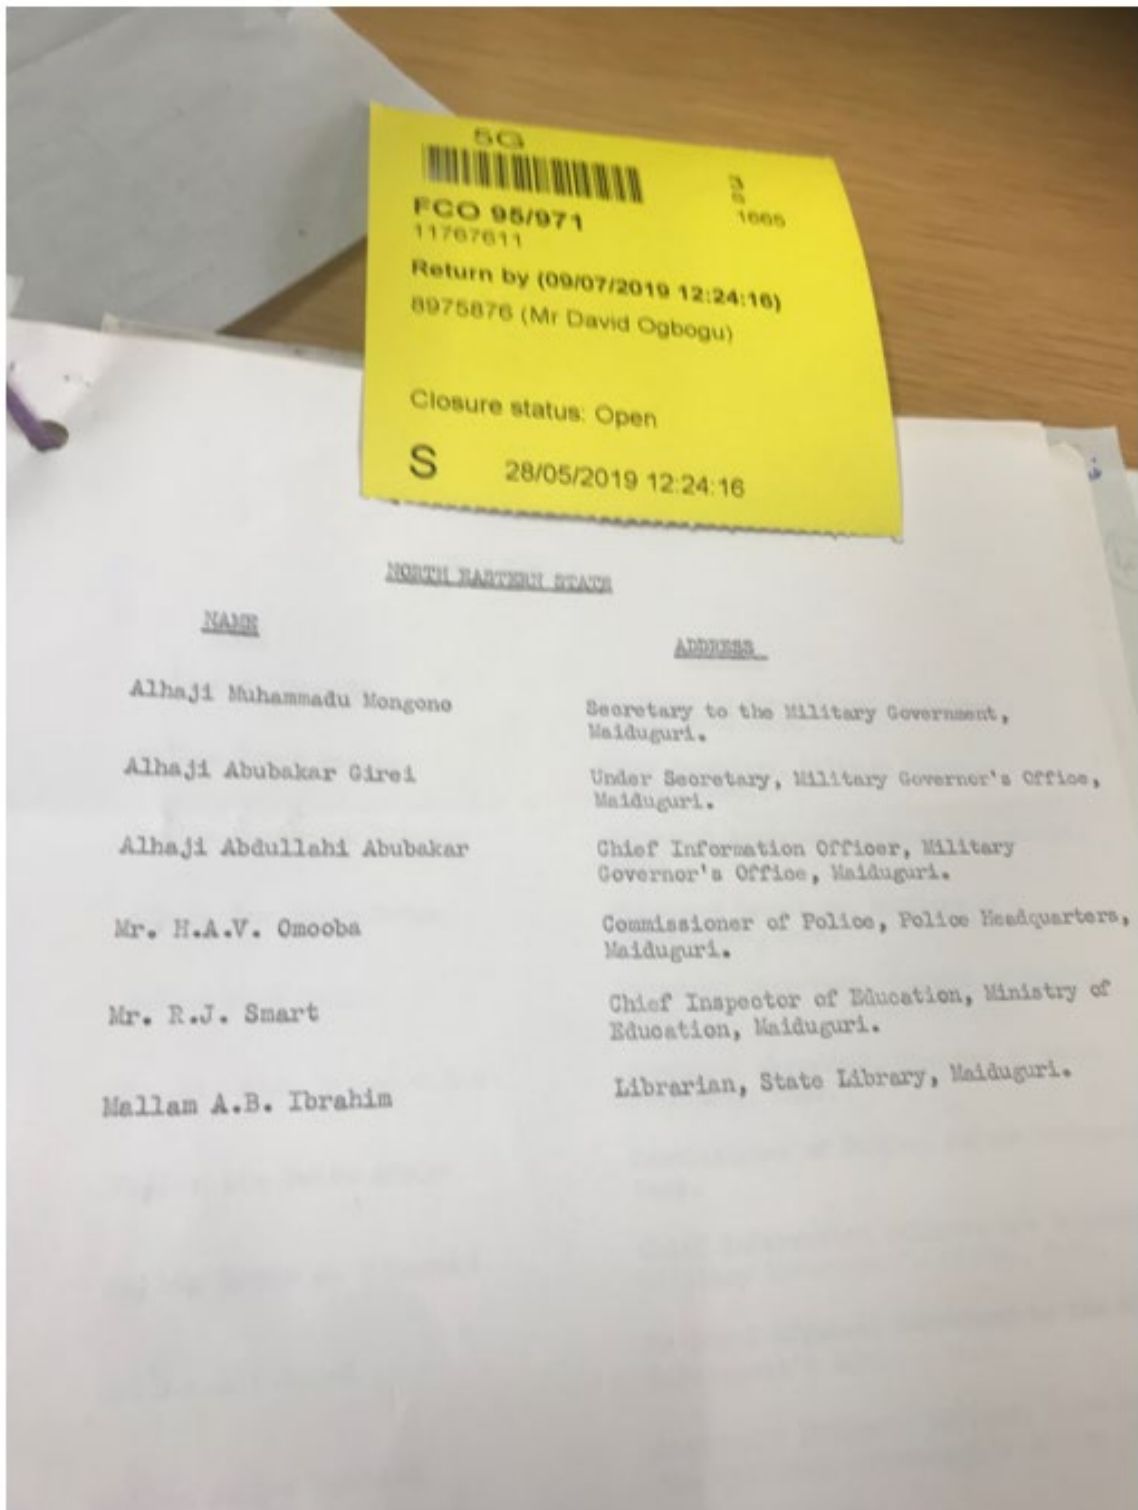 5G
3
5
1665
FCO 95/971
11767611
Return by (09/07/2019 12:24:16)
8975876 (Mr David Ogbogu)
Closure status: Open
S 28/05/2019 12:24:16
NORTH EASTERN STATE
NAME ADDRESS
Alhaji Muhammadu Mongono Secretary to the Military Government,
Maiduguri.
Alhaji Abubakar Girei Under Secretary, Military Governor's Office,
Maiduguri.
Alhaji Abdullahi Abubakar Chief Information Officer, Military
Governor's Office, Maiduguri.
Mr. H.A.V. Omooba Commissioner of Police, Police Headquarters,
Maiduguri.
Mr. R.J. Smart Chief Inspector of Education, Ministry of
Education, Maiduguri.
Mallam A.B. Ibrahim Librarian, State Library, Maiduguri.